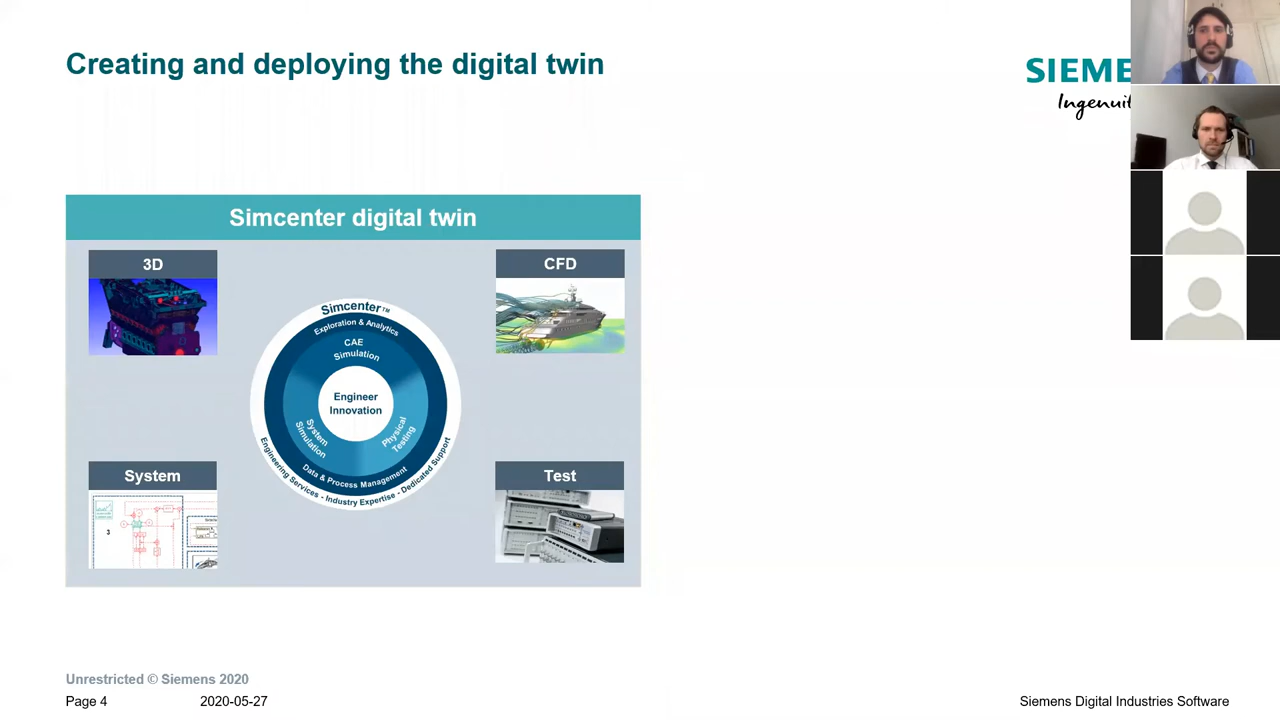 Creating and deploying the digital twin
SIEME
Ingenuit
Simcenter digital twin
3D
CFD
Simcenter™
Exploration & Analytics
CAE
Simulation
Engineer
Innovation
System
Simulation
Physical
Testing
Data & Process Management
Engineering Services - Industry Expertise - Dedicated Support
System
Test
3
Unrestricted © Siemens 2020
Page 4
2020-05-27
Siemens Digital Industries Software